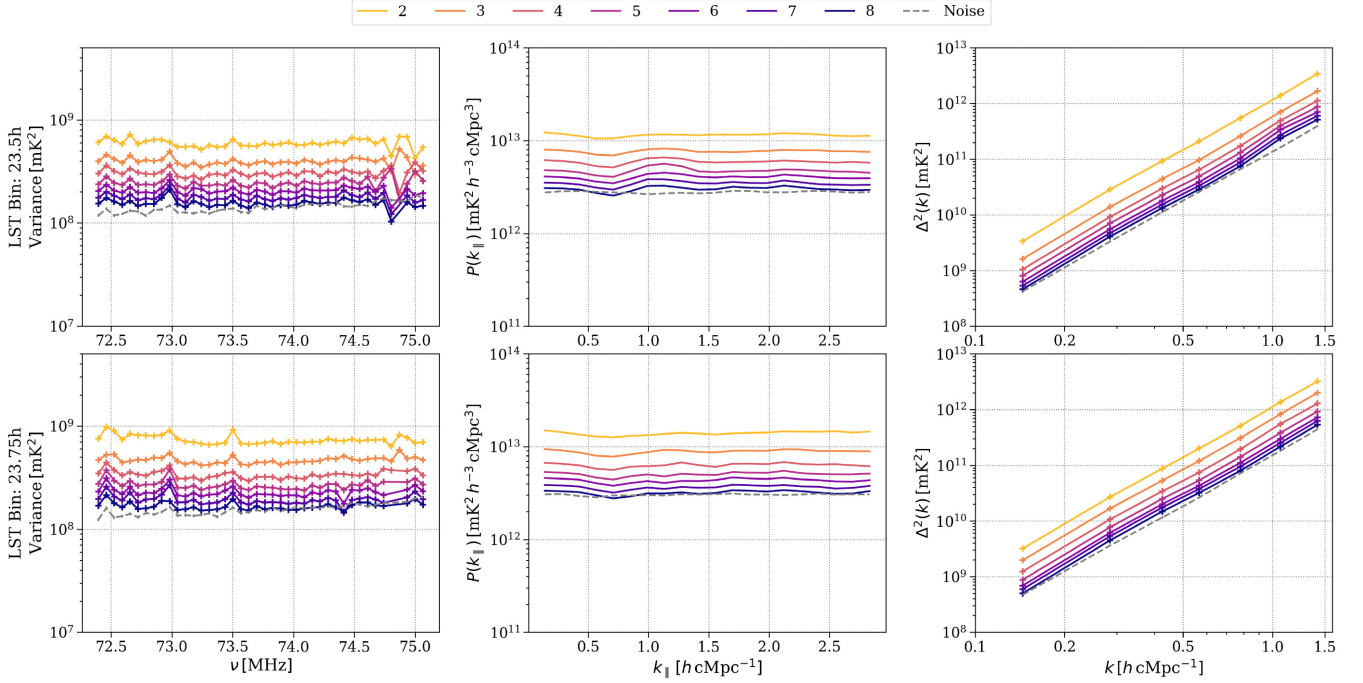 2 3 4 5 6 7 8 Noise
LST Bin: 23.5h
Variance [mK²]
10⁹
10⁸
10⁷
72.5 73.0 73.5 74.0 74.5 75.0
P(k∥) [mK² h⁻³ cMpc³]
10¹⁴
10¹³
10¹²
10¹¹
0.5 1.0 1.5 2.0 2.5
Δ²(k) [mK²]
10¹³
10¹²
10¹¹
10¹⁰
10⁹
10⁸
0.1 0.2 0.5 1.0 1.5
LST Bin: 23.75h
Variance [mK²]
10⁹
10⁸
10⁷
72.5 73.0 73.5 74.0 74.5 75.0
ν [MHz]
P(k∥) [mK² h⁻³ cMpc³]
10¹⁴
10¹³
10¹²
10¹¹
0.5 1.0 1.5 2.0 2.5
k∥ [h cMpc⁻¹]
Δ²(k) [mK²]
10¹³
10¹²
10¹¹
10¹⁰
10⁹
10⁸
0.1 0.2 0.5 1.0 1.5
k [h cMpc⁻¹]